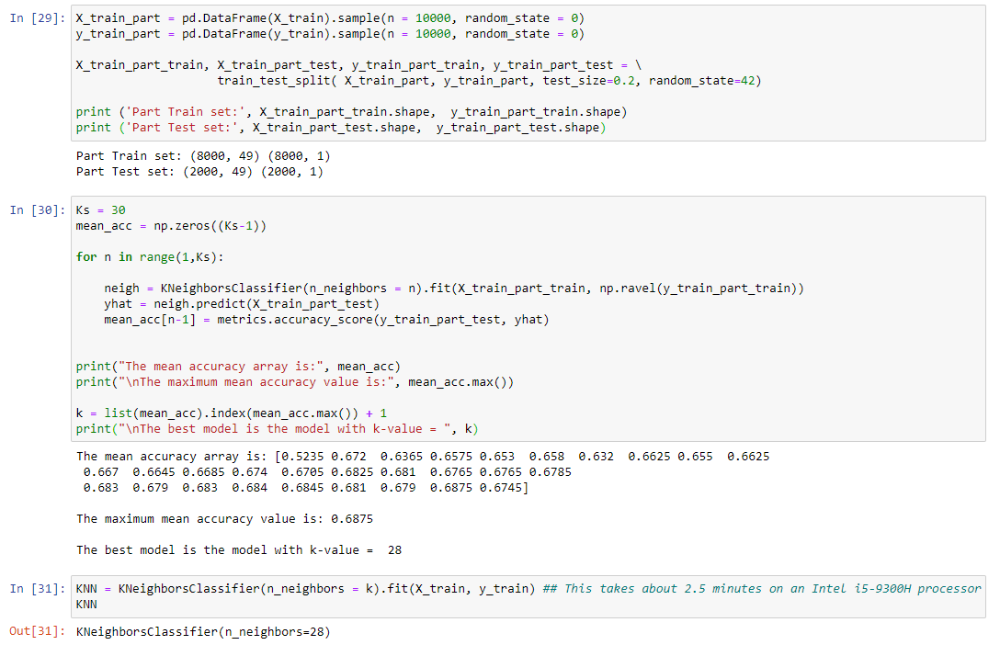 In [29]: X_train_part = pd.DataFrame(X_train).sample(n = 10000, random_state = 0)
y_train_part = pd.DataFrame(y_train).sample(n = 10000, random_state = 0)
X_train_part_train, X_train_part_test, y_train_part_train, y_train_part_test = \
train_test_split( X_train_part, y_train_part, test_size=0.2, random_state=42)
print ('Part Train set:', X_train_part_train.shape,  y_train_part_train.shape)
print ('Part Test set:', X_train_part_test.shape,  y_train_part_test.shape)
Part Train set: (8000, 49) (8000, 1)
Part Test set: (2000, 49) (2000, 1)
In [30]: Ks = 30
mean_acc = np.zeros((Ks-1))
for n in range(1,Ks):
neigh = KNeighborsClassifier(n_neighbors = n).fit(X_train_part_train, np.ravel(y_train_part_train))
yhat = neigh.predict(X_train_part_test)
mean_acc[n-1] = metrics.accuracy_score(y_train_part_test, yhat)
print("The mean accuracy array is:", mean_acc)
print("\nThe maximum mean accuracy value is:", mean_acc.max())
k = list(mean_acc).index(mean_acc.max()) + 1
print("\nThe best model is the model with k-value = ", k)
The mean accuracy array is: [0.5235 0.672  0.6365 0.6575 0.653  0.658  0.632  0.6625 0.655  0.6625
0.667  0.6645 0.6685 0.674  0.6705 0.6825 0.681  0.6765 0.6765 0.6785
0.683  0.679  0.683  0.684  0.6845 0.681  0.679  0.6875 0.6745]
The maximum mean accuracy value is: 0.6875
The best model is the model with k-value =  28
In [31]: KNN = KNeighborsClassifier(n_neighbors = k).fit(X_train, y_train) ## This takes about 2.5 minutes on an Intel i5-9300H processor
KNN
Out[31]: KNeighborsClassifier(n_neighbors=28)